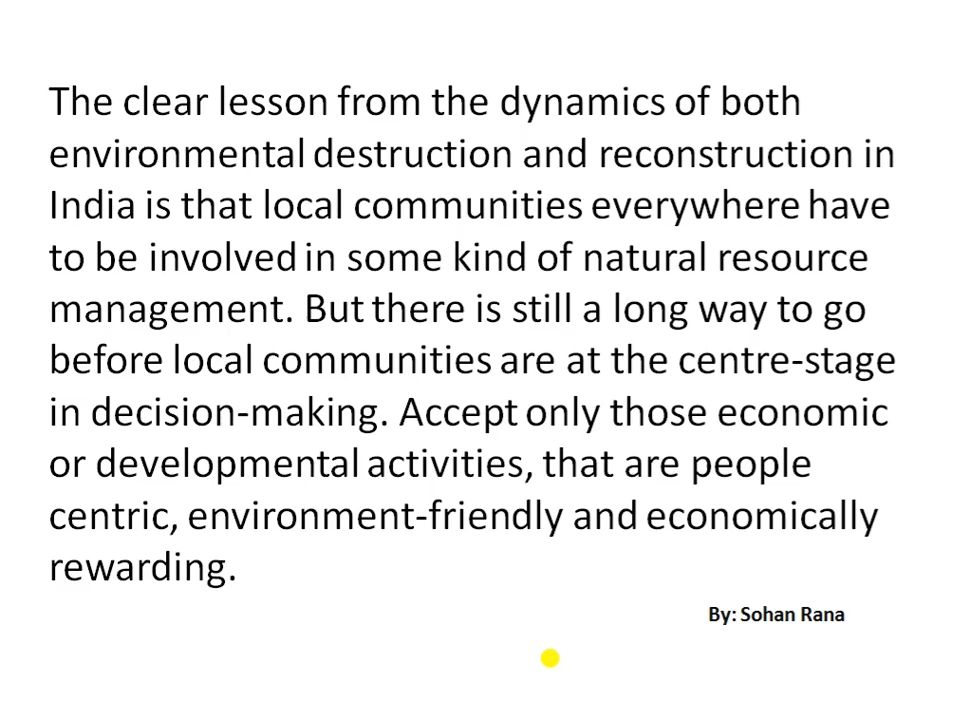 The clear lesson from the dynamics of both
environmental destruction and reconstruction in
India is that local communities everywhere have
to be involved in some kind of natural resource
management. But there is still a long way to go
before local communities are at the centre-stage
in decision-making. Accept only those economic
or developmental activities, that are people
centric, environment-friendly and economically
rewarding.
By: Sohan Rana